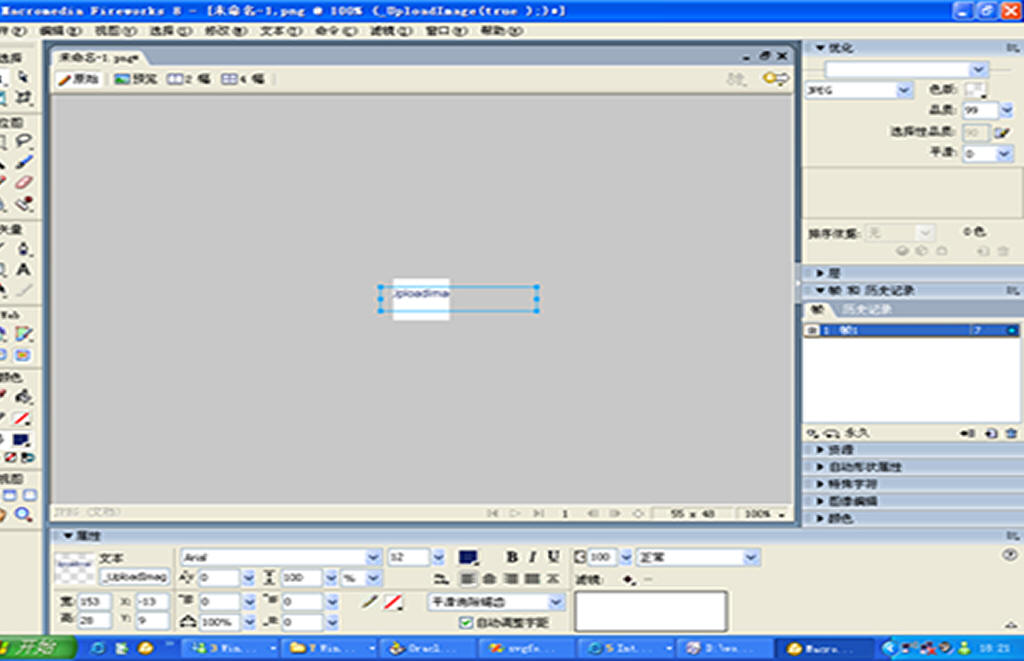 Macromedia Fireworks 8 - [未命名-1.png @ 100% (_UploadImage(true );)*]
编辑(E) 视图(V) 选择(S) 修改(M) 文本(T) 命令(C) 滤镜(I) 窗口(W) 帮助(H)
选择
未命名-1.png*
原始 预览 2 幅 4 幅
位图
矢量
Web
颜色
视图
UploadImag
JPEG (文档)
1
55 x 43
100%
优化
JPEG
色版:
品质: 99
选择性品质: 90
平滑: 0
排序依据: 无
0色
层
帧 和 历史记录
帧 历史记录
1 帧1
永久
资源
自动形状属性
特殊字符
图像编辑
颜色
属性
文本
_UploadImag
Arial
12
B I U
100
正常
0
100
%
滤镜:
宽: 153 X: -13
0
0
平滑消除锯齿
高: 28 Y: 9
100%
0
自动调整字距
开始
3 Win...
7 Win...
Oracl...
5 Int...
Macro...
18:21